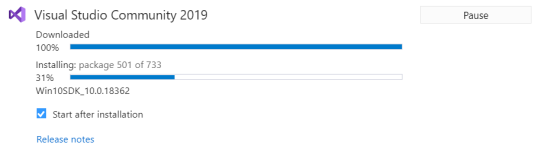 Visual Studio Community 2019
Pause
Downloaded
100%
Installing: package 501 of 733
31%
Win10SDK_10.0.18362
Start after installation
Release notes